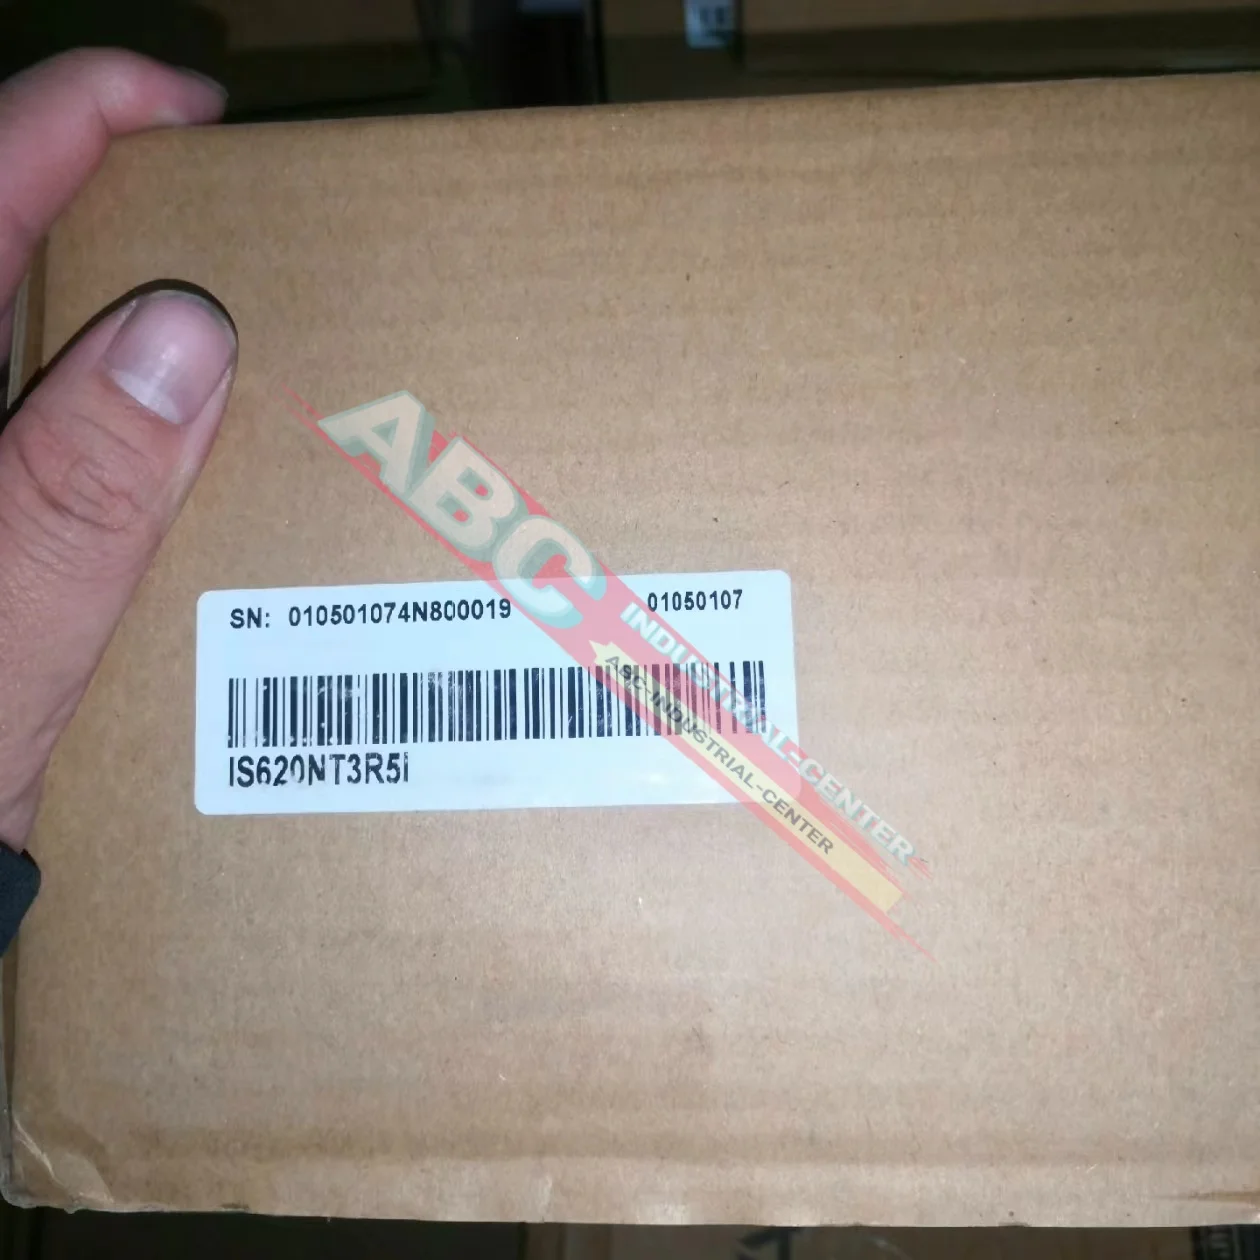 SN: 010501074N800019 01050107
IS620NT3R5I
ABC
INDUSTRIAL-CENTER
ABC-INDUSTRIAL-CENTER